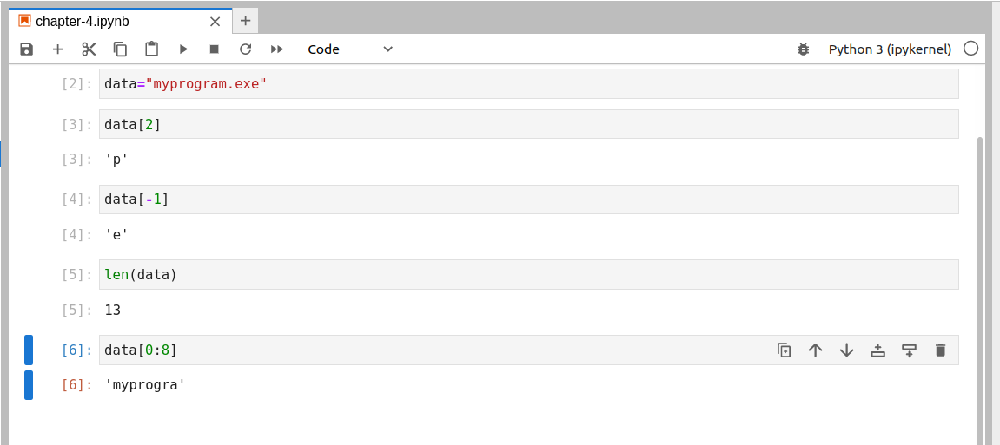 chapter-4.ipynb
Code
Python 3 (ipykernel)
[2]: data="myprogram.exe"
[3]: data[2]
[3]: 'p'
[4]: data[-1]
[4]: 'e'
[5]: len(data)
[5]: 13
[6]: data[0:8]
[6]: 'myprogra'